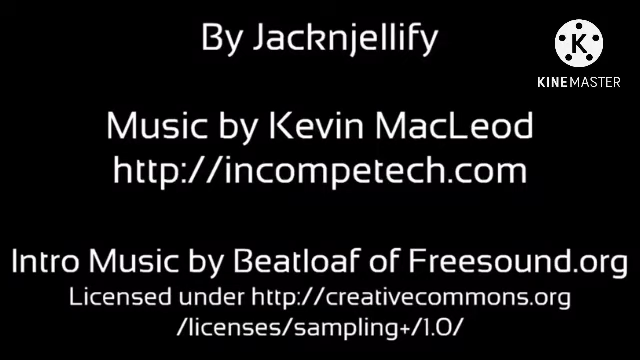 By Jacknjellify
KINEMASTER
Music by Kevin MacLeod
http://incompetech.com
Intro Music by Beatloaf of Freesound.org
Licensed under http://creativecommons.org
/licenses/sampling+/1.0/